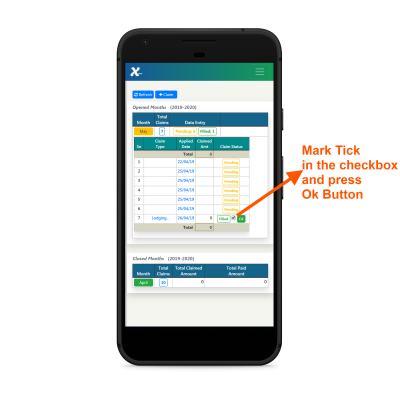 X
Refresh + Claim
Opened Months (2019-2020)
Month Total Claims Data Entry
May 7 Pending: 6 Filled: 1
Sn Claim Type Applied Date Claimed Amt Claim Status
Total 0
1 22/04/19 Pending
2 25/04/19 Pending
3 25/04/19 Pending
4 25/04/19 Pending
5 25/04/19 Pending
6 25/04/19 Pending
7 Lodging. 26/04/19 0 Filled Ok
Total 0
Mark Tick
in the checkbox
and press
Ok Button
Closed Months (2019-2020)
Month Total Claims Total Claimed Amount Total Paid Amount
April 10 0 0